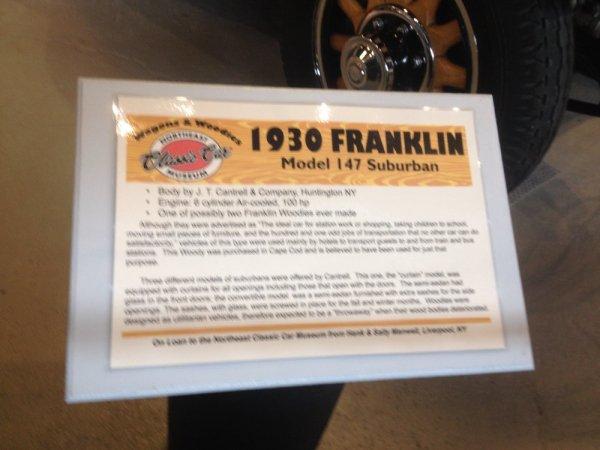 Wagons & Woodies
NORTHEAST
Classic Car
MUSEUM
1930 FRANKLIN
Model 147 Suburban
• Body by J. T. Cantrell & Company, Huntington NY
• Engine: 6 cylinder Air-cooled, 100 hp
• One of possibly two Franklin Woodies ever made
Although they were advertised as "The ideal car for station work or shopping, taking children to school,
moving small pieces of furniture, and the hundred and one odd jobs of transportation that no other car can do
satisfactorily," vehicles of this type were used mainly by hotels to transport guests to and from train and bus
stations. This Woody was purchased in Cape Cod and is believed to have been used for just that
purpose.
Three different models of suburbans were offered by Cantrell. This one, the "curtain" model, was
equipped with curtains for all openings including those that open with the doors. The semi-sedan had
glass in the front doors; the convertible model was a semi-sedan furnished with extra sashes for the side
openings. The sashes, with glass, were screwed in place for the fall and winter months. Woodies were
designed as utilitarian vehicles, therefore expected to be a "throwaway" when their wood bodies deteriorated.
On Loan to the Northeast Classic Car Museum from Hank & Sally Manwell, Liverpool, NY